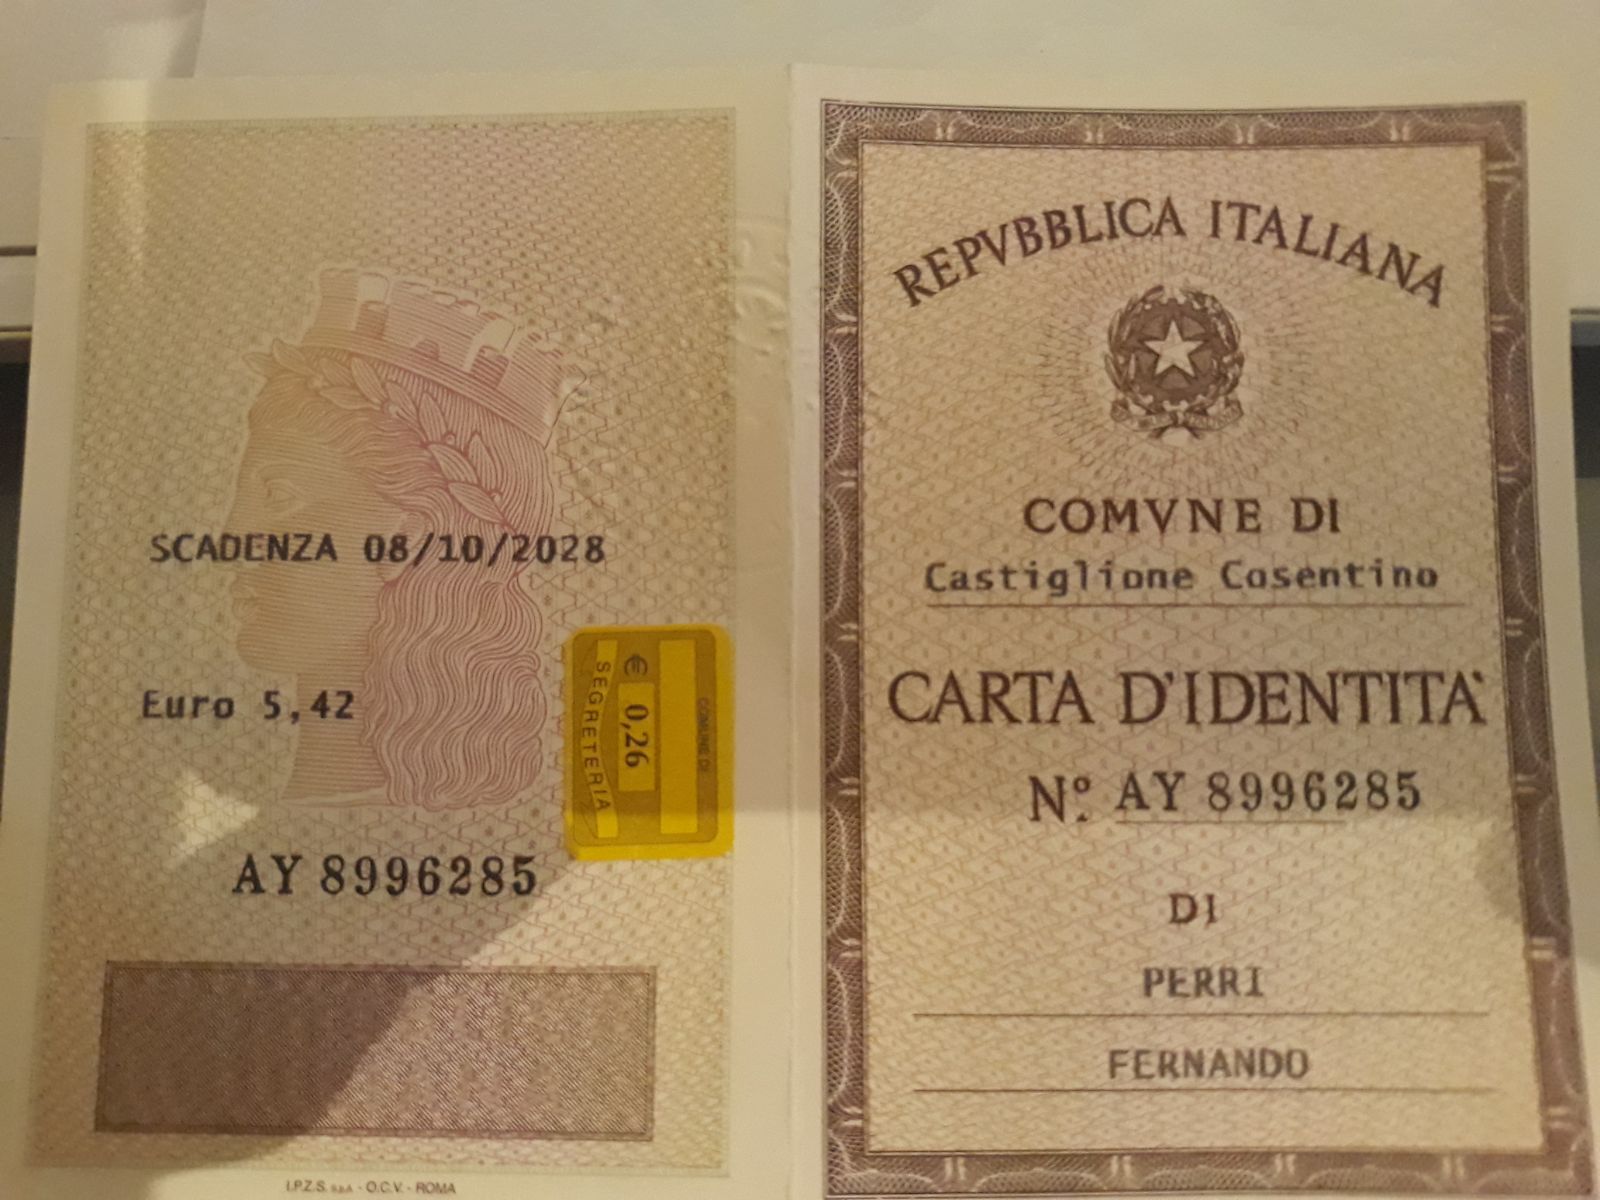 SCADENZA 08/10/2028
Euro 5,42
COMUNE DI
€ 0,26
SEGRETERIA
AY 8996285
I.P.Z.S. S.p.A. - O.C.V. - ROMA
REPVBBLICA ITALIANA
COMVNE DI
Castiglione Cosentino
CARTA D'IDENTITA'
Nº AY 8996285
DI
PERRI
FERNANDO